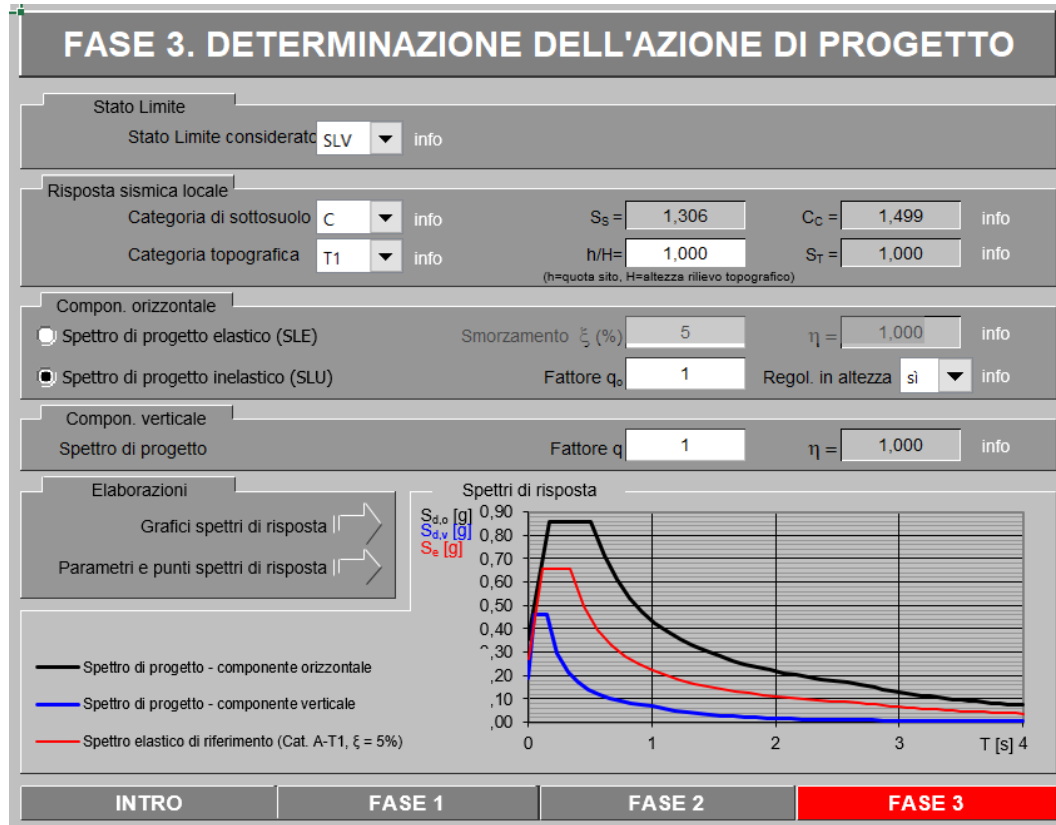 FASE 3. DETERMINAZIONE DELL'AZIONE DI PROGETTO
Stato Limite
Stato Limite considerato SLV info
Risposta sismica locale
Categoria di sottosuolo C info SS = 1,306 CC = 1,499 info
Categoria topografica T1 info h/H= 1,000 ST = 1,000 info
(h=quota sito, H=altezza rilievo topografico)
Compon. orizzontale
Spettro di progetto elastico (SLE) Smorzamento ξ (%) 5 η = 1,000 info
Spettro di progetto inelastico (SLU) Fattore qo 1 Regol. in altezza sì info
Compon. verticale
Spettro di progetto Fattore q 1 η = 1,000 info
Elaborazioni
Grafici spettri di risposta
Parametri e punti spettri di risposta
Spettri di risposta
Sd,o [g]
Sd,v [g]
Se [g]
0,90
0,80
0,70
0,60
0,50
0,40
,30
,20
,10
,00
0 1 2 3 T [s] 4
Spettro di progetto - componente orizzontale
Spettro di progetto - componente verticale
Spettro elastico di riferimento (Cat. A-T1, ξ = 5%)
INTRO FASE 1 FASE 2 FASE 3